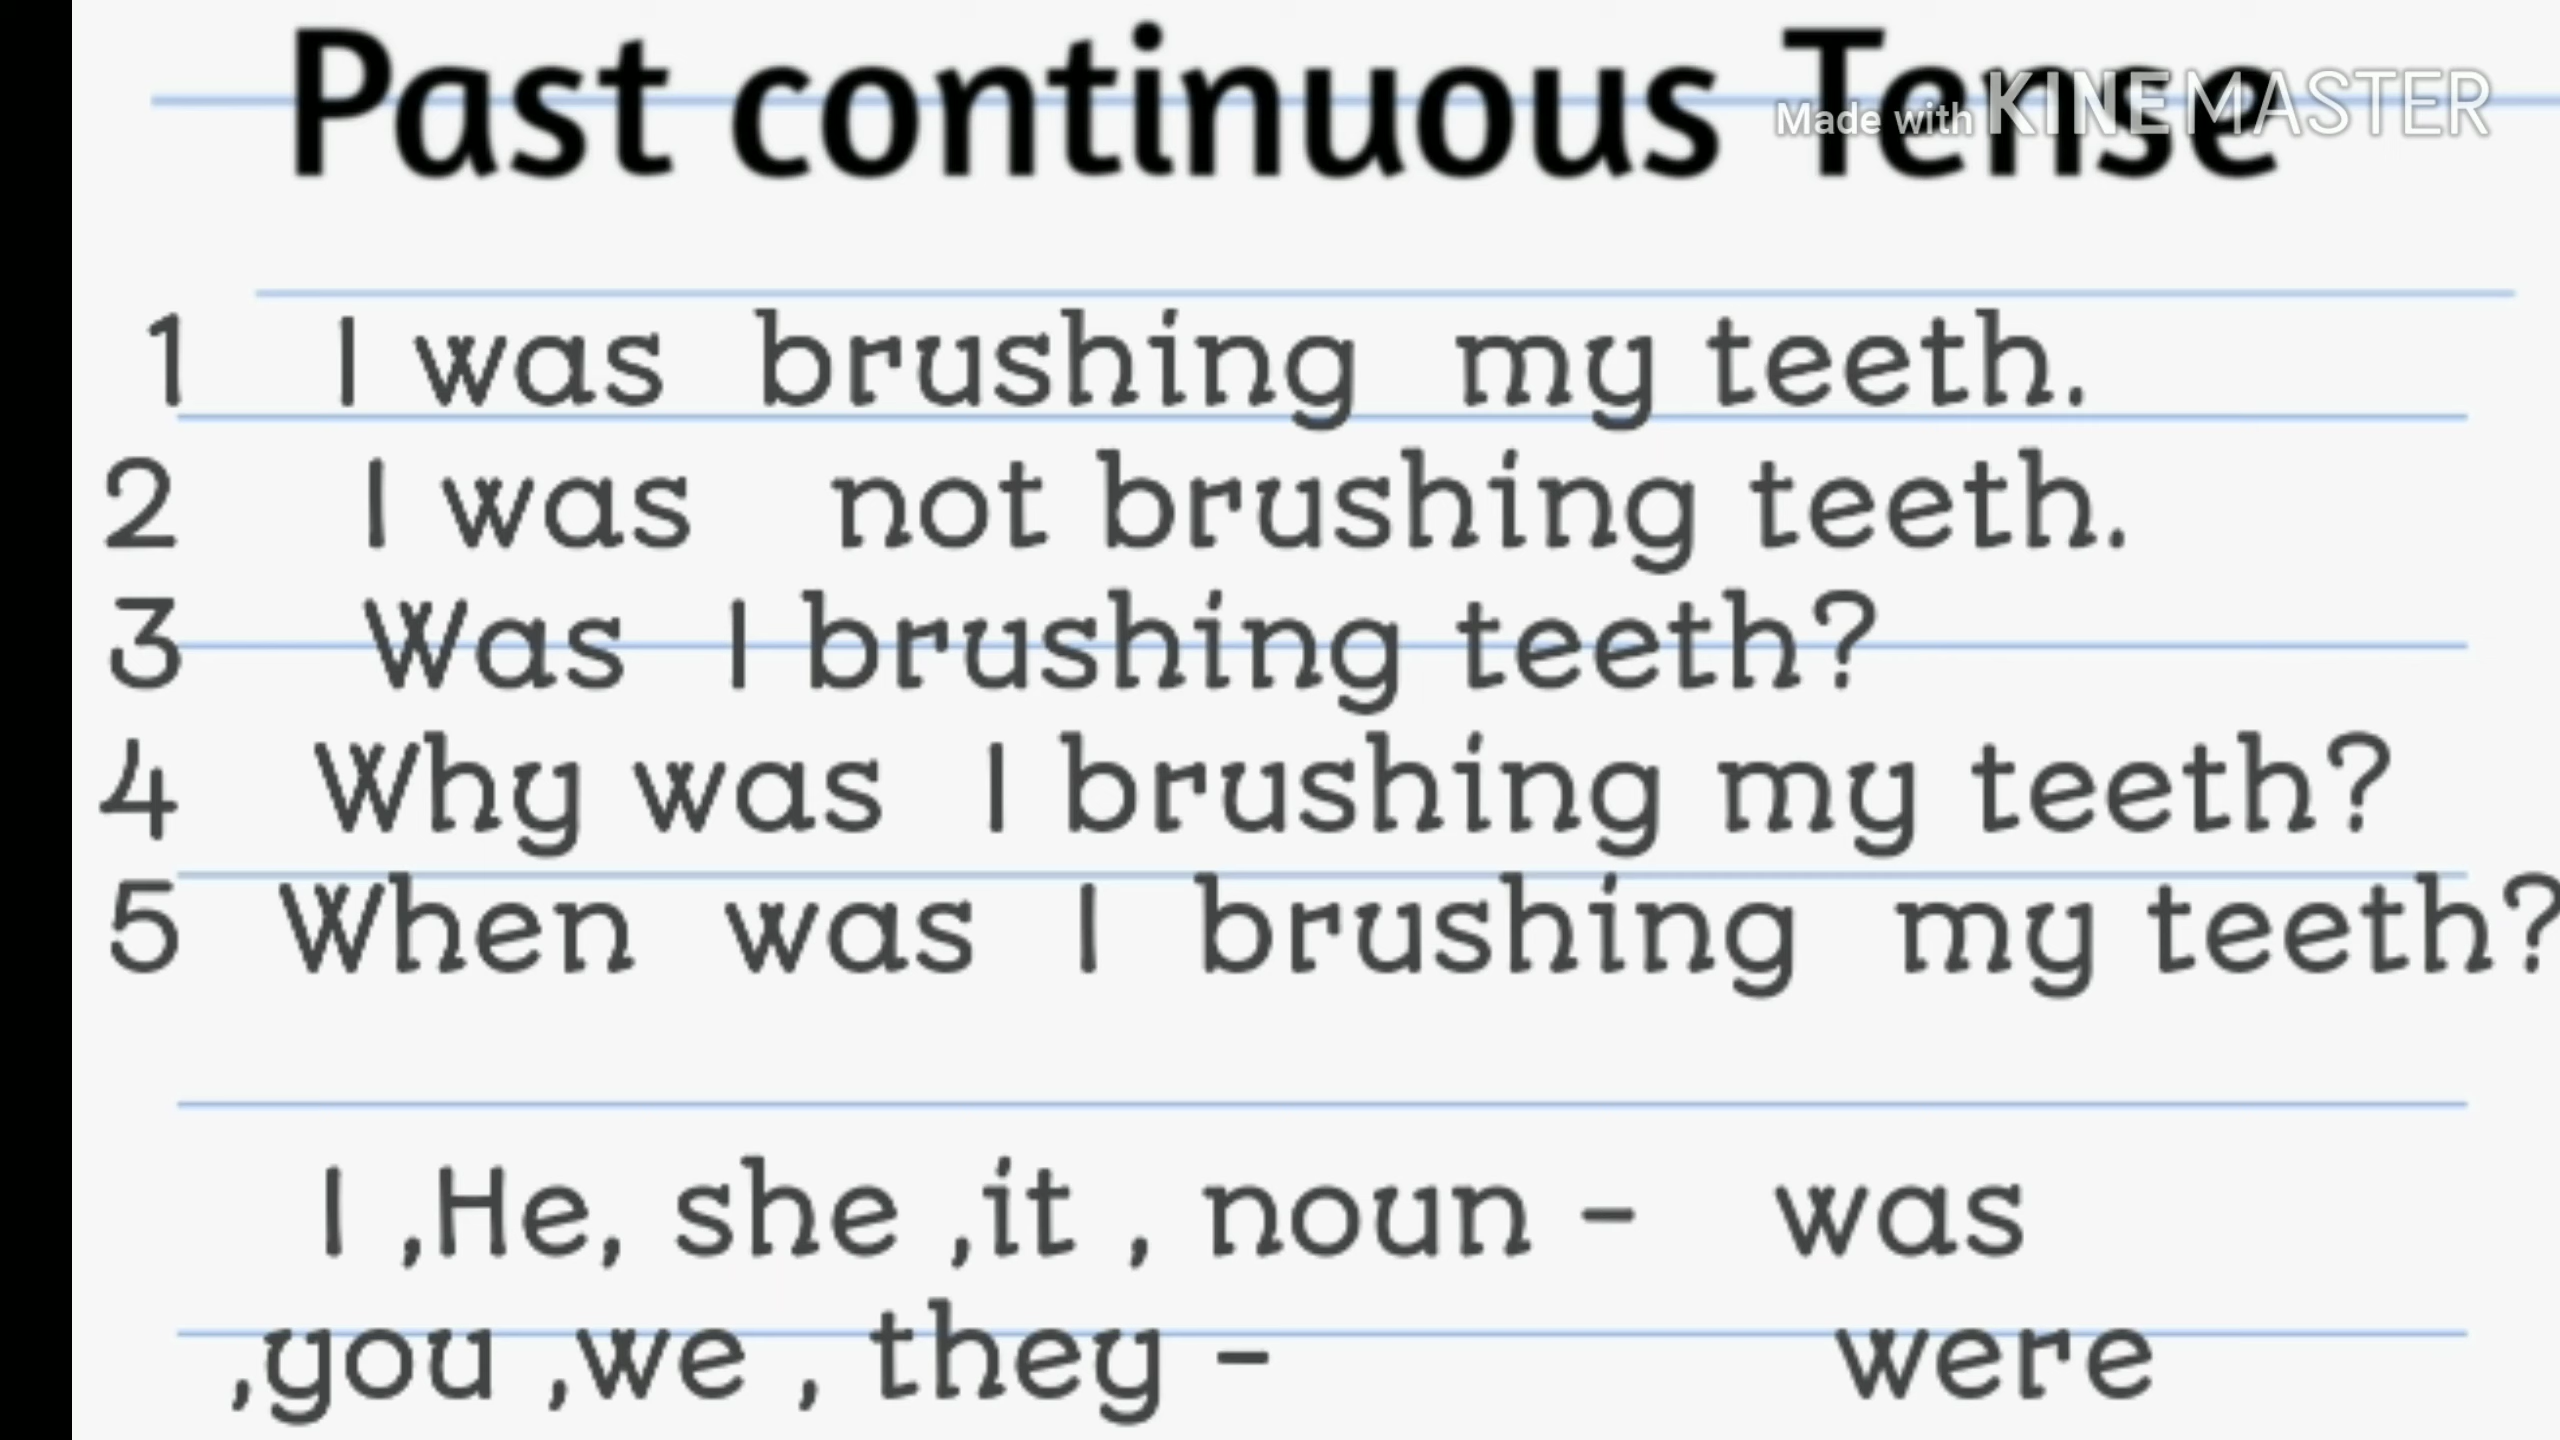 Past continuous Tense
Made with KINEMASTER
1 I was brushing my teeth.
2 I was not brushing teeth.
3 Was I brushing teeth?
4 Why was I brushing my teeth?
5 When was I brushing my teeth?
I ,He, she ,it , noun - was
,you ,we , they - were